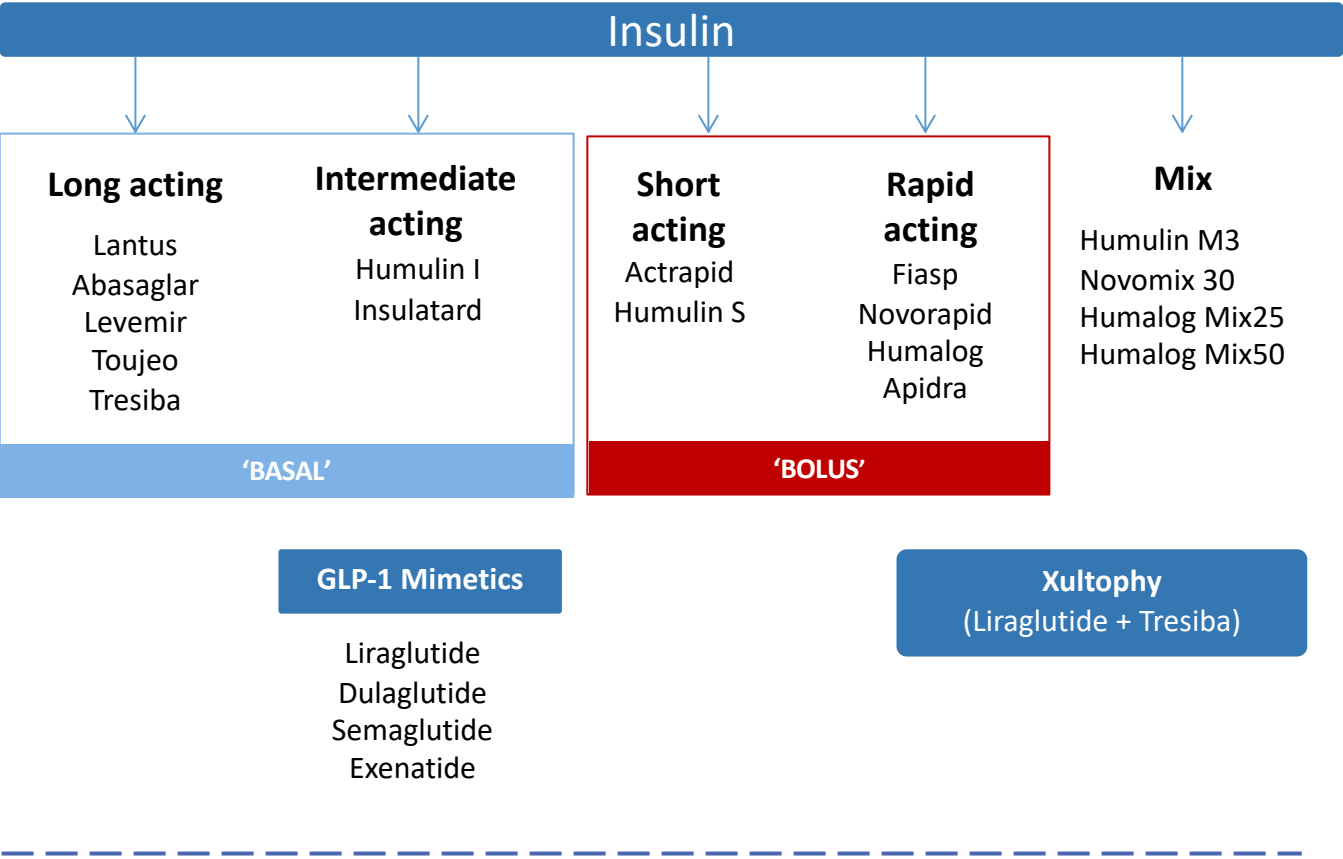 Insulin
Long acting
Lantus
Abasaglar
Levemir
Toujeo
Tresiba
Intermediate
acting
Humulin I
Insulatard
‘BASAL’
Short
acting
Actrapid
Humulin S
Rapid
acting
Fiasp
Novorapid
Humalog
Apidra
‘BOLUS’
Mix
Humulin M3
Novomix 30
Humalog Mix25
Humalog Mix50
GLP-1 Mimetics
Liraglutide
Dulaglutide
Semaglutide
Exenatide
Xultophy
(Liraglutide + Tresiba)